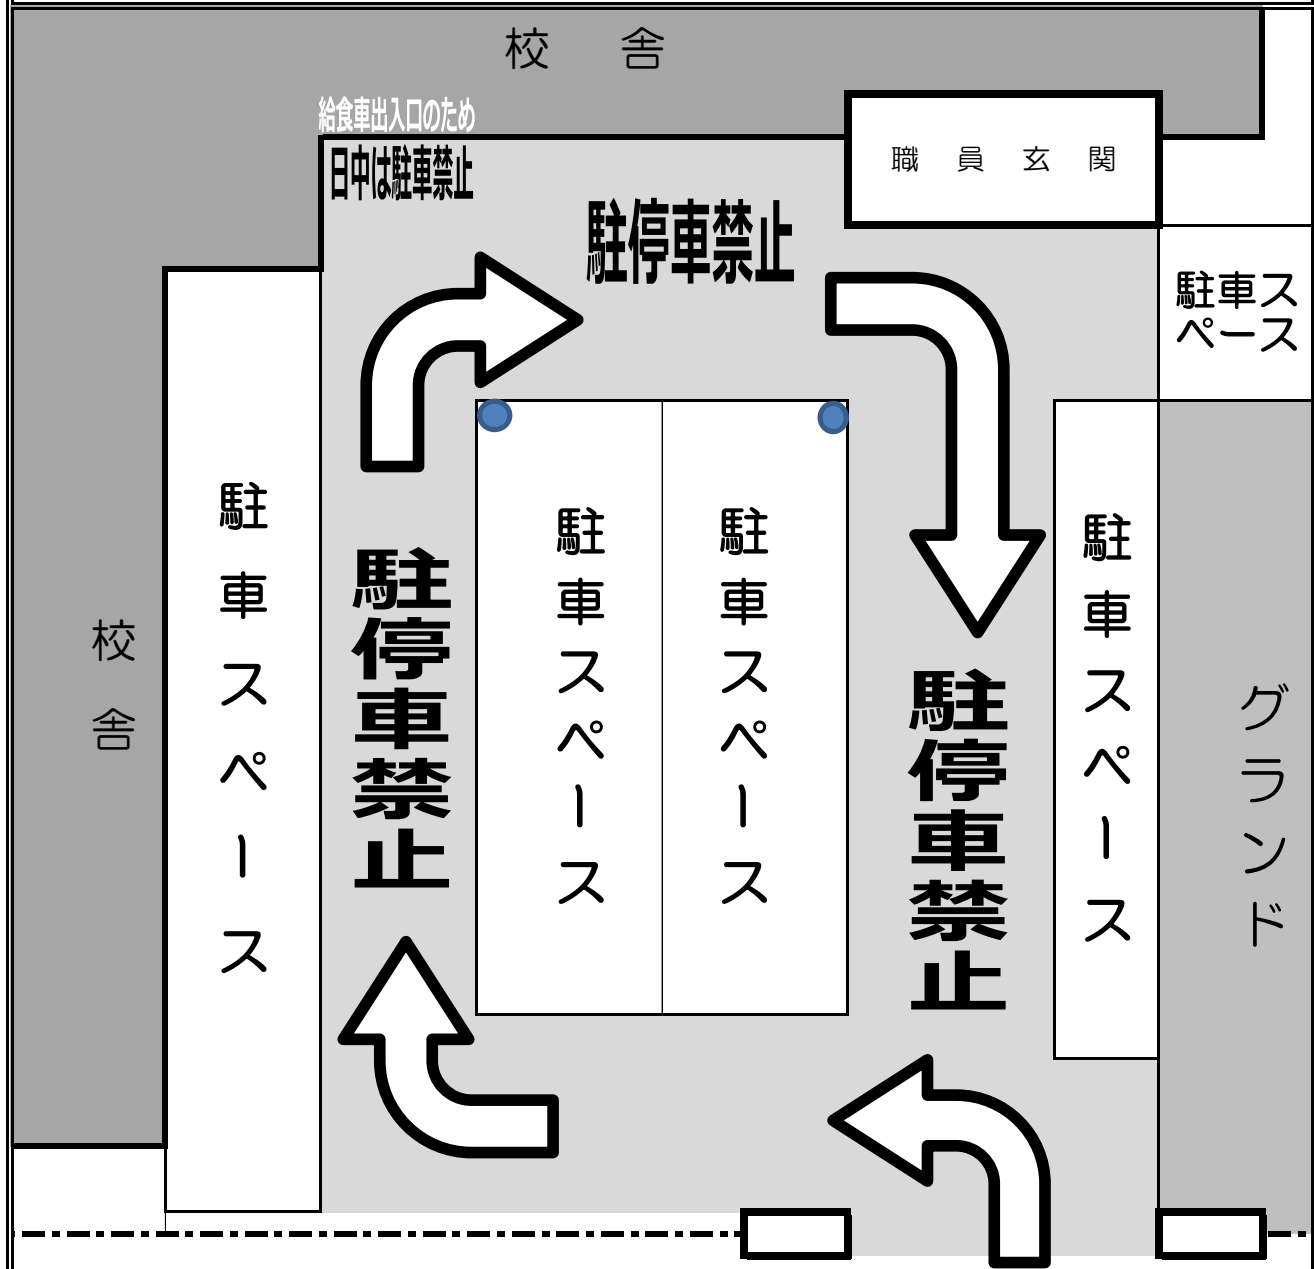 校　舎
給食車出入口のため
日中は駐車禁止
職　員　玄　関
駐停車禁止
駐車ス
ペース
駐車スペース
駐停車禁止
駐車スペース
駐車スペース
駐停車禁止
駐車スペース
校舎
グランド